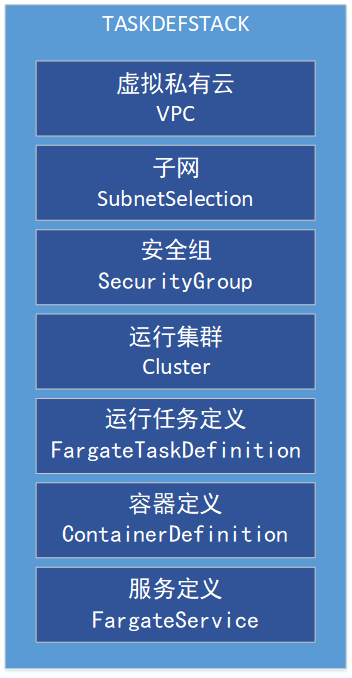 TASKDEFSTACK
虚拟私有云
VPC
子网
SubnetSelection
安全组
SecurityGroup
运行集群
Cluster
运行任务定义
FargateTaskDefinition
容器定义
ContainerDefinition
服务定义
FargateService